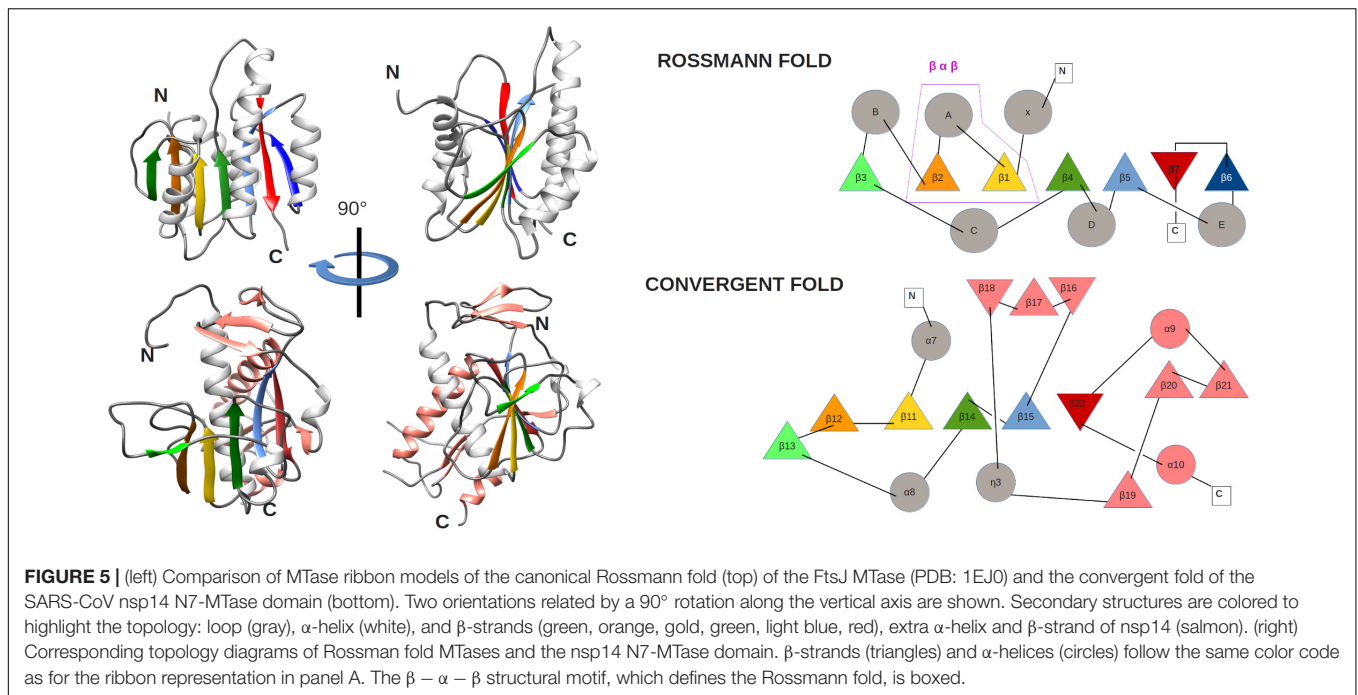 N
C
N
C
90°
N
C
N
C
ROSSMANN FOLD
β α β
N
B
A
x
β3
β2
β1
β4
β5
β7
β6
C
D
C
E
CONVERGENT FOLD
N
β18
β17
β16
α7
α9
β20
β21
β12
β11
β14
β15
β22
β13
α8
η3
β19
α10
C
FIGURE 5 | (left) Comparison of MTase ribbon models of the canonical Rossmann fold (top) of the FtsJ MTase (PDB: 1EJ0) and the convergent fold of the
SARS-CoV nsp14 N7-MTase domain (bottom). Two orientations related by a 90° rotation along the vertical axis are shown. Secondary structures are colored to
highlight the topology: loop (gray), α-helix (white), and β-strands (green, orange, gold, green, light blue, red), extra α-helix and β-strand of nsp14 (salmon). (right)
Corresponding topology diagrams of Rossman fold MTases and the nsp14 N7-MTase domain. β-strands (triangles) and α-helices (circles) follow the same color code
as for the ribbon representation in panel A. The β − α − β structural motif, which defines the Rossmann fold, is boxed.